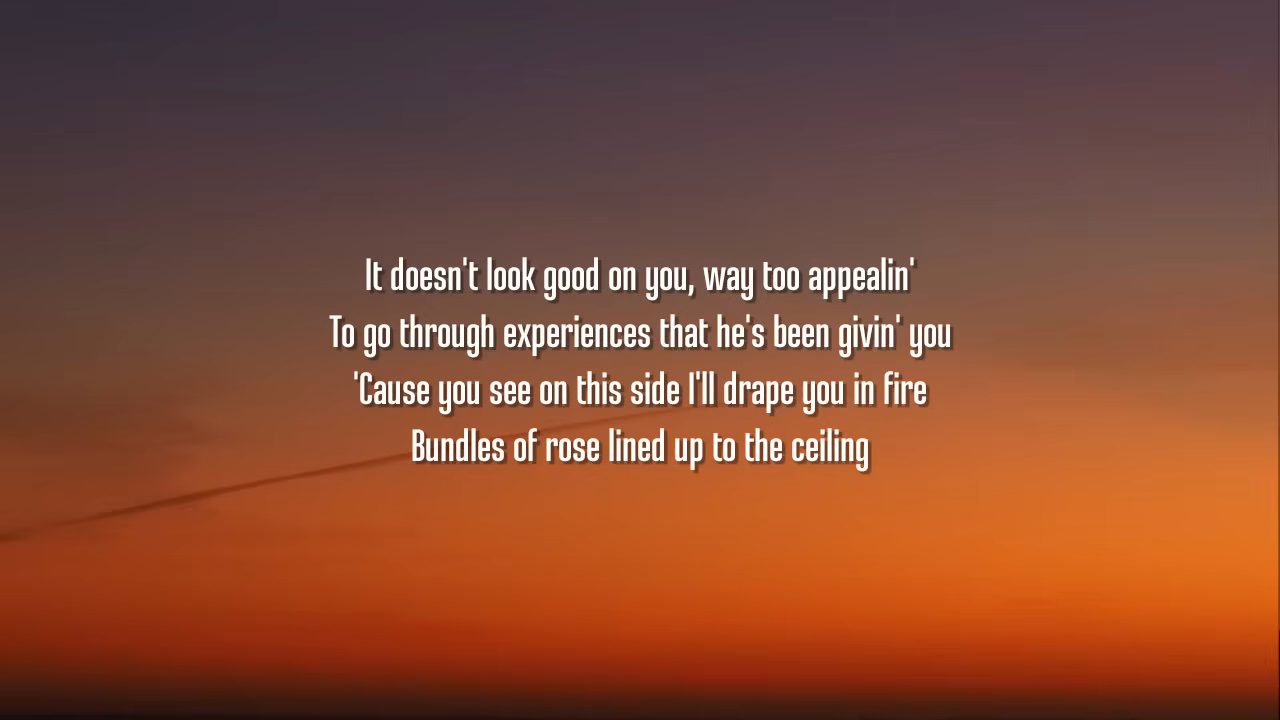 It doesn't look good on you, way too appealin'
To go through experiences that he's been givin' you
'Cause you see on this side I'll drape you in fire
Bundles of rose lined up to the ceiling